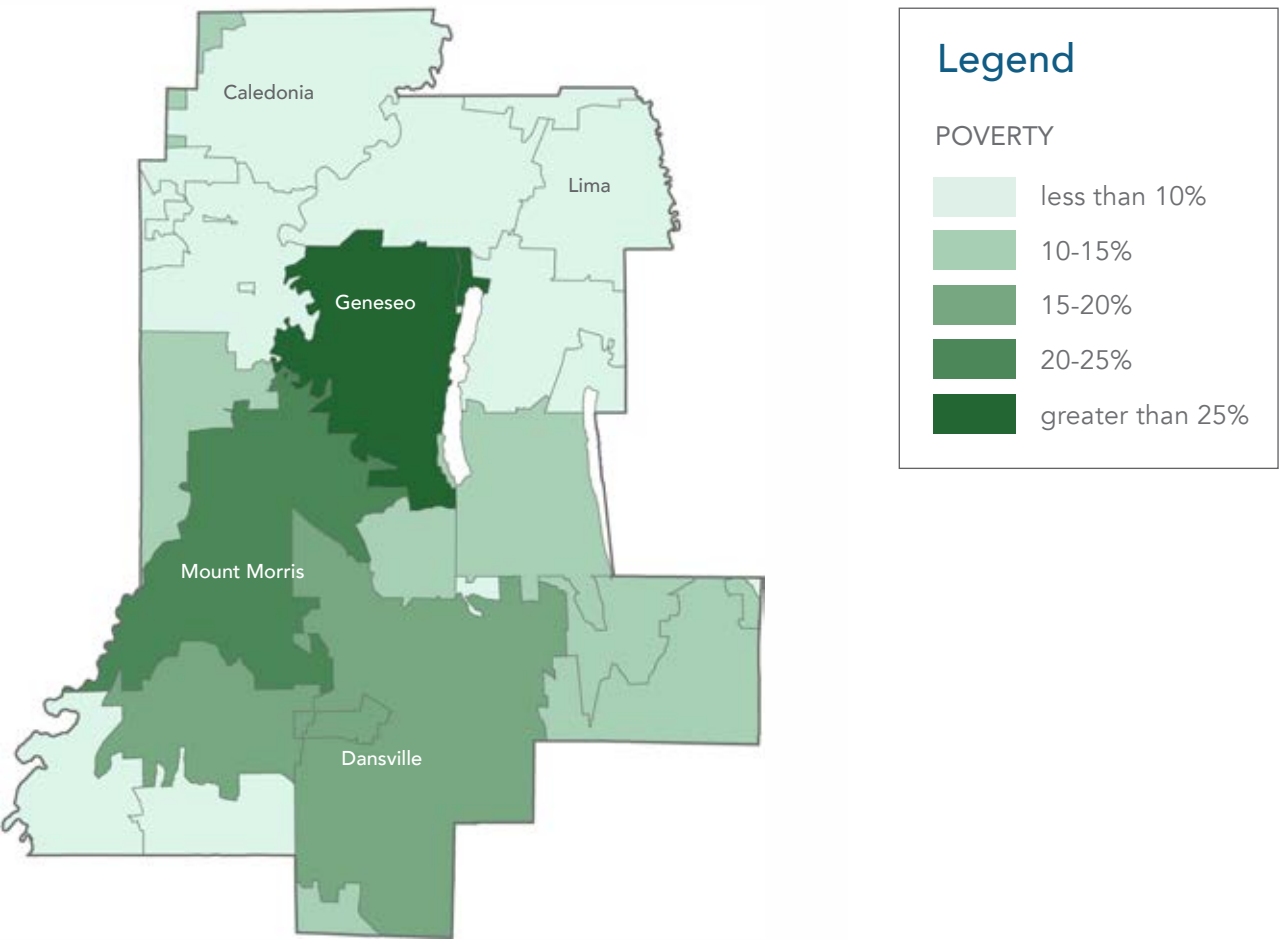 Caledonia
Lima
Geneseo
Mount Morris
Dansville
Legend
POVERTY
less than 10%
10-15%
15-20%
20-25%
greater than 25%